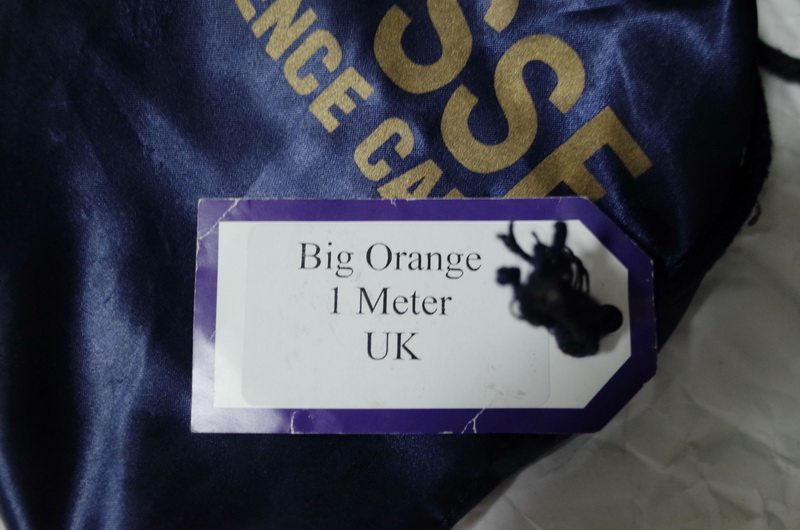 SSE
ENCE CA
Big Orange
1 Meter
UK